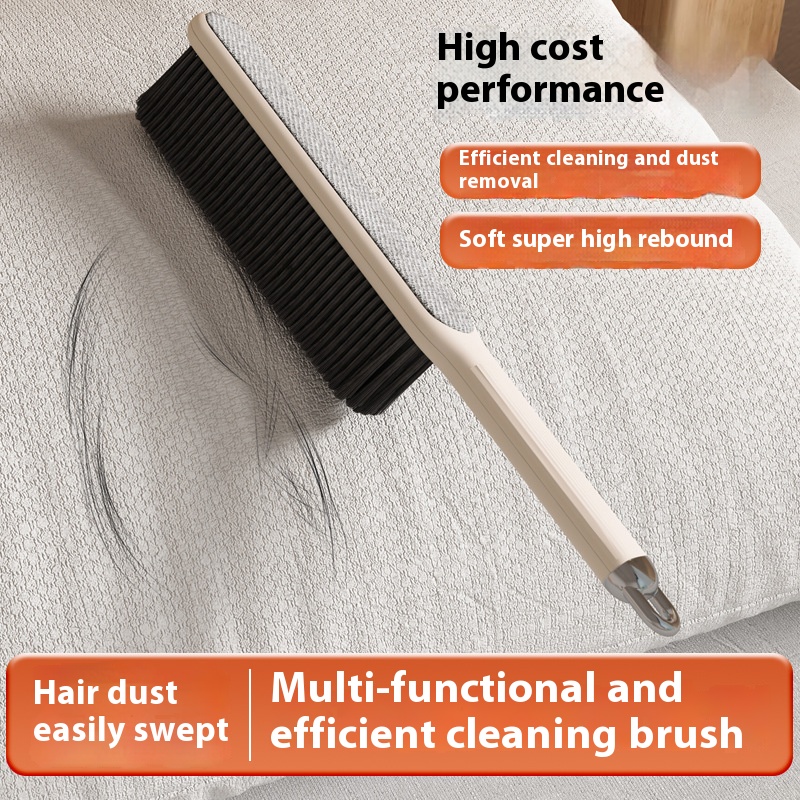 High cost
performance
Efficient cleaning and dust
removal
Soft super high rebound
Hair dust
easily swept
Multi-functional and
efficient cleaning brush